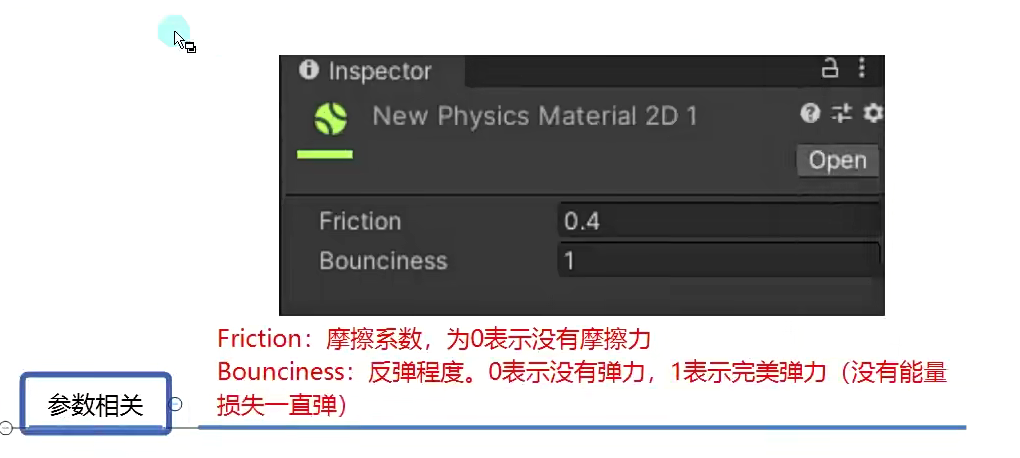 Inspector
New Physics Material 2D 1
Open
Friction 0.4
Bounciness 1
Friction：摩擦系数，为0表示没有摩擦力
Bounciness：反弹程度。0表示没有弹力，1表示完美弹力（没有能量
损失一直弹）
参数相关